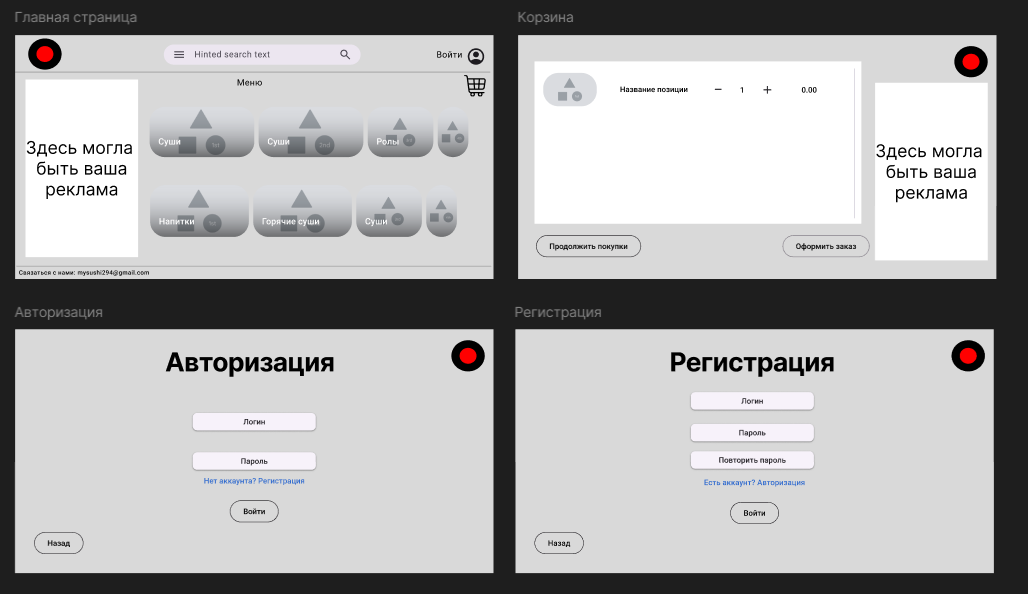 Главная страница
Hinted search text
Войти
Меню
Здесь могла
быть ваша
реклама
Суши
1st
Суши
2nd
Ролы
Напитки
Горячие суши
Суши
Связаться с нами: mysushi294@gmail.com
Корзина
Название позиции
1
0.00
Здесь могла
быть ваша
реклама
Продолжить покупки
Оформить заказ
Авторизация
Авторизация
Логин
Пароль
Нет аккаунта? Регистрация
Войти
Назад
Регистрация
Регистрация
Логин
Пароль
Повторить пароль
Есть аккаунт? Авторизация
Войти
Назад